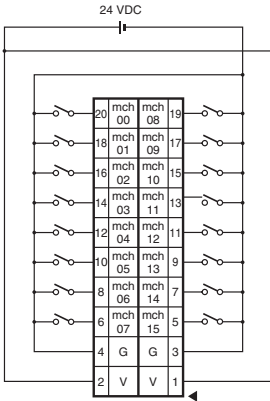 24 VDC
20 mch 00 mch 08 19
18 mch 01 mch 09 17
16 mch 02 mch 10 15
14 mch 03 mch 11 13
12 mch 04 mch 12 11
10 mch 05 mch 13 9
8 mch 06 mch 14 7
6 mch 07 mch 15 5
4 G G 3
2 V V 1